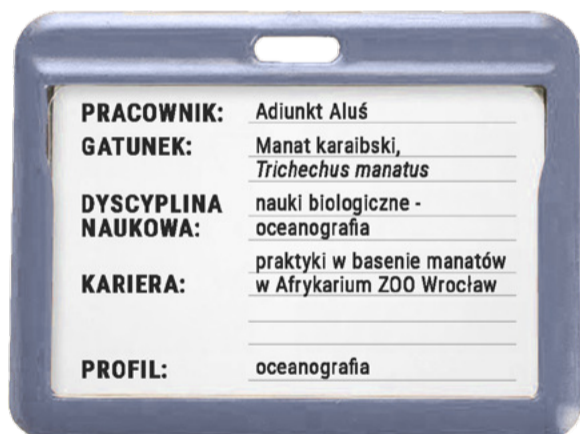 PRACOWNIK: Adiunkt Aluś
GATUNEK: Manat karaibski,
Trichechus manatus
DYSCYPLINA nauki biologiczne -
NAUKOWA: oceanografia
praktyki w basenie manatów
KARIERA: w Afrykarium ZOO Wrocław
PROFIL: oceanografia